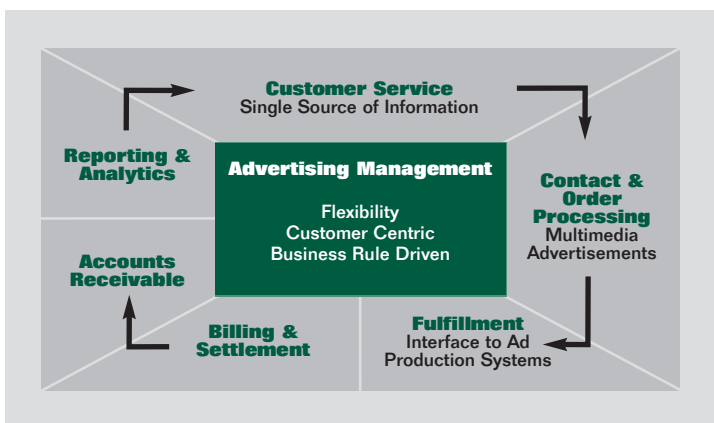 Customer Service
Single Source of Information
Reporting &
Analytics
Advertising Management
Flexibility
Customer Centric
Business Rule Driven
Contact &
Order
Processing
Multimedia
Advertisements
Accounts
Receivable
Billing &
Settlement
Fulfillment
Interface to Ad
Production Systems